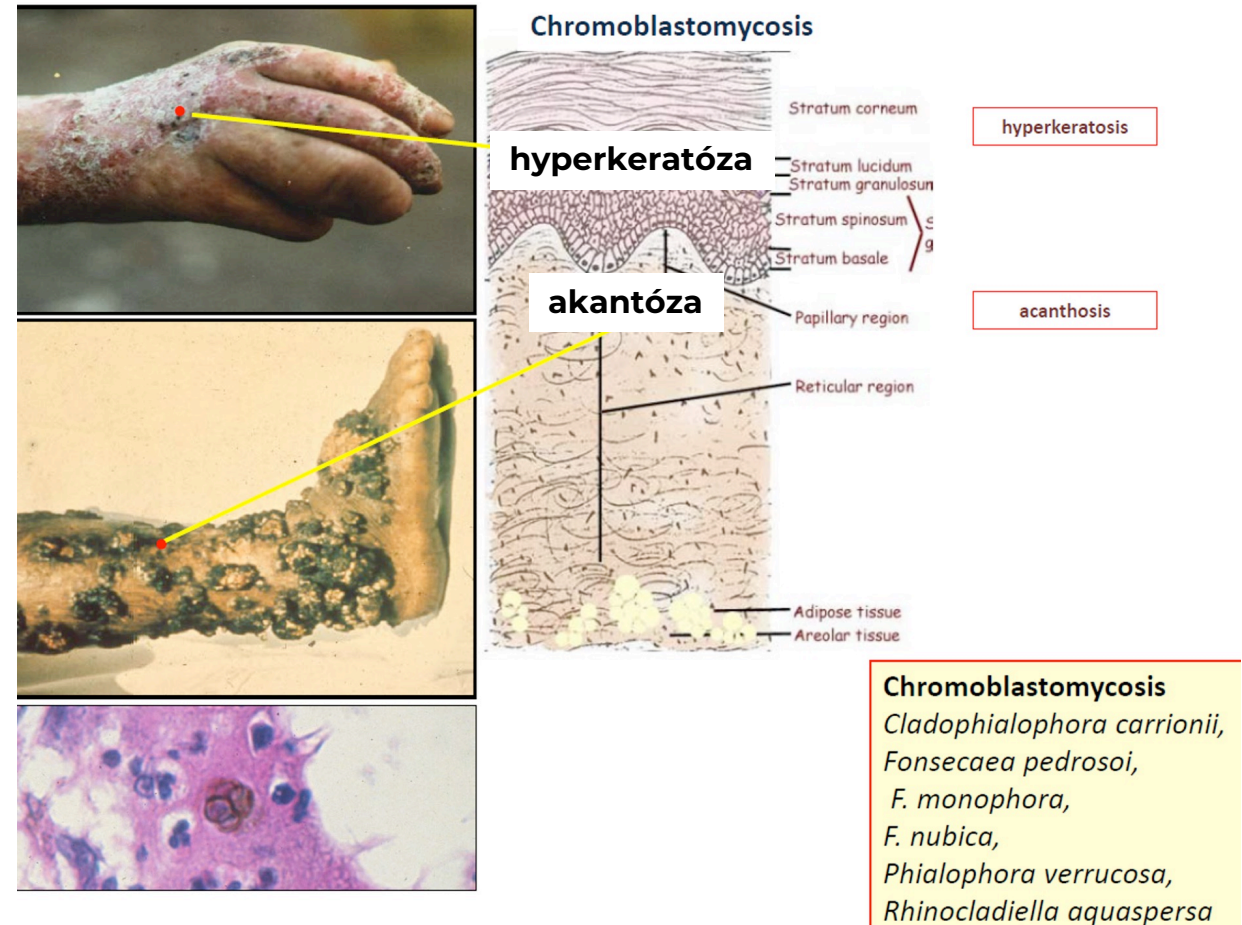 Chromoblastomycosis
Stratum corneum
hyperkeratosis
hyperkeratóza
Stratum lucidum
Stratum granulosum
Stratum spinosum
Stratum basale
akantóza
Papillary region
acanthosis
Reticular region
Adipose tissue
Areolar tissue
Chromoblastomycosis
Cladophialophora carrionii,
Fonsecaea pedrosoi,
F. monophora,
F. nubica,
Phialophora verrucosa,
Rhinocladiella aquaspersa